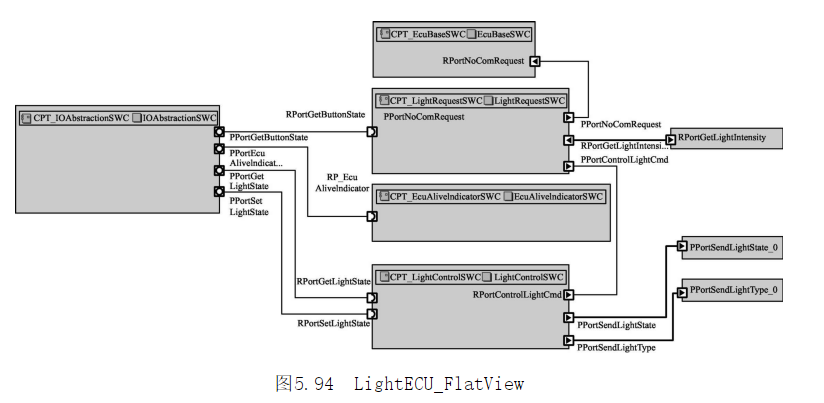 CPT_EcuBaseSWC EcuBaseSWC
RPortNoComRequest
CPT_LightRequestSWC LightRequestSWC
PPortNoComRequest
RPortGetButtonState
CPT_IOAbstractionSWC IOAbstractionSWC
PPortGetButtonState
PPortEcu
AliveIndicat...
PPortGet
LightState
PPortSet
LightState
PPortNoComRequest
RPortGetLightIntensi...
PPortControlLightCmd
RPortGetLightIntensity
RP_Ecu
AliveIndicator
CPT_EcuAliveIndicatorSWC EcuAliveIndicatorSWC
RPortGetLightState
RPortSetLightState
CPT_LightControlSWC LightControlSWC
RPortControlLightCmd
PPortSendLightState
PPortSendLightType
PPortSendLightState_0
PPortSendLightType_0
图5.94 LightECU_FlatView